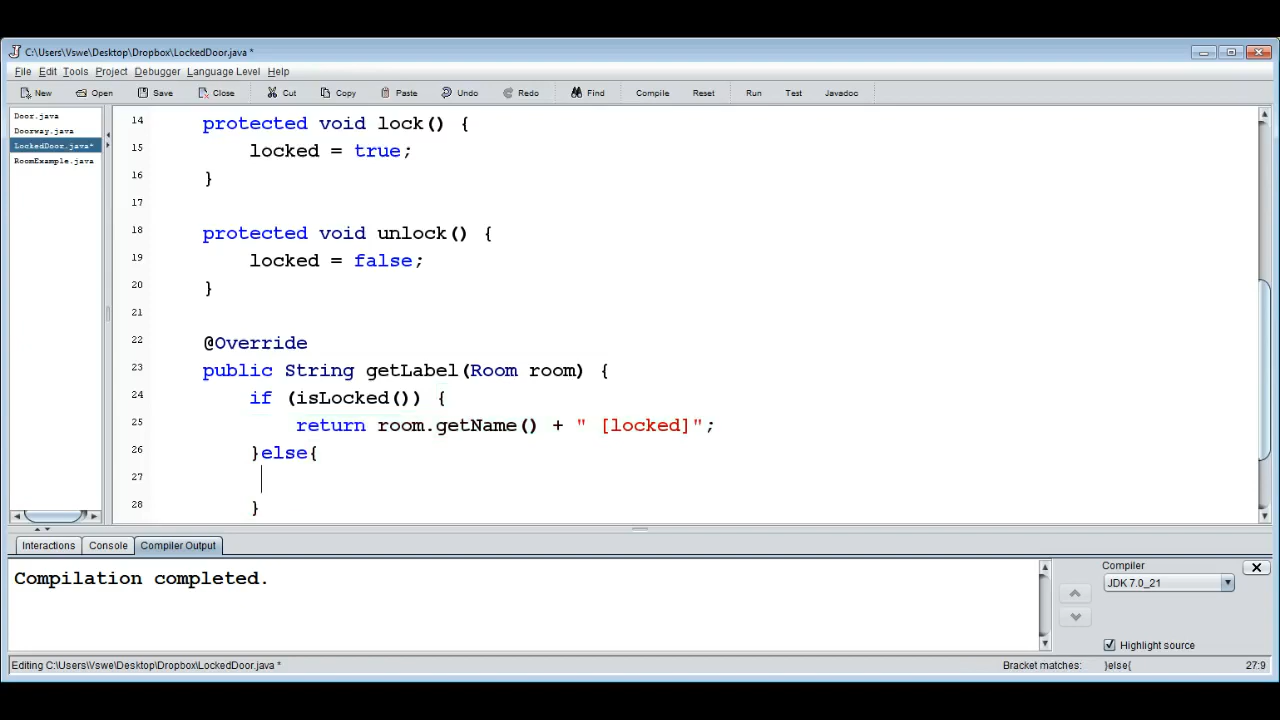 C:\Users\Vswe\Desktop\Dropbox\LockedDoor.java *
File Edit Tools Project Debugger Language Level Help
New Open Save Close Cut Copy Paste Undo Redo Find Compile Reset Run Test Javadoc
Door.java
Doorway.java
LockedDoor.java*
RoomExample.java
14 protected void lock() {
15 locked = true;
16 }
17
18 protected void unlock() {
19 locked = false;
20 }
21
22 @Override
23 public String getLabel(Room room) {
24 if (isLocked()) {
25 return room.getName() + " [locked]";
26 }else{
27
28 }
Interactions Console Compiler Output
Compilation completed.
Compiler
JDK 7.0_21
Highlight source
Editing C:\Users\Vswe\Desktop\Dropbox\LockedDoor.java * Bracket matches: }else{ 27:9